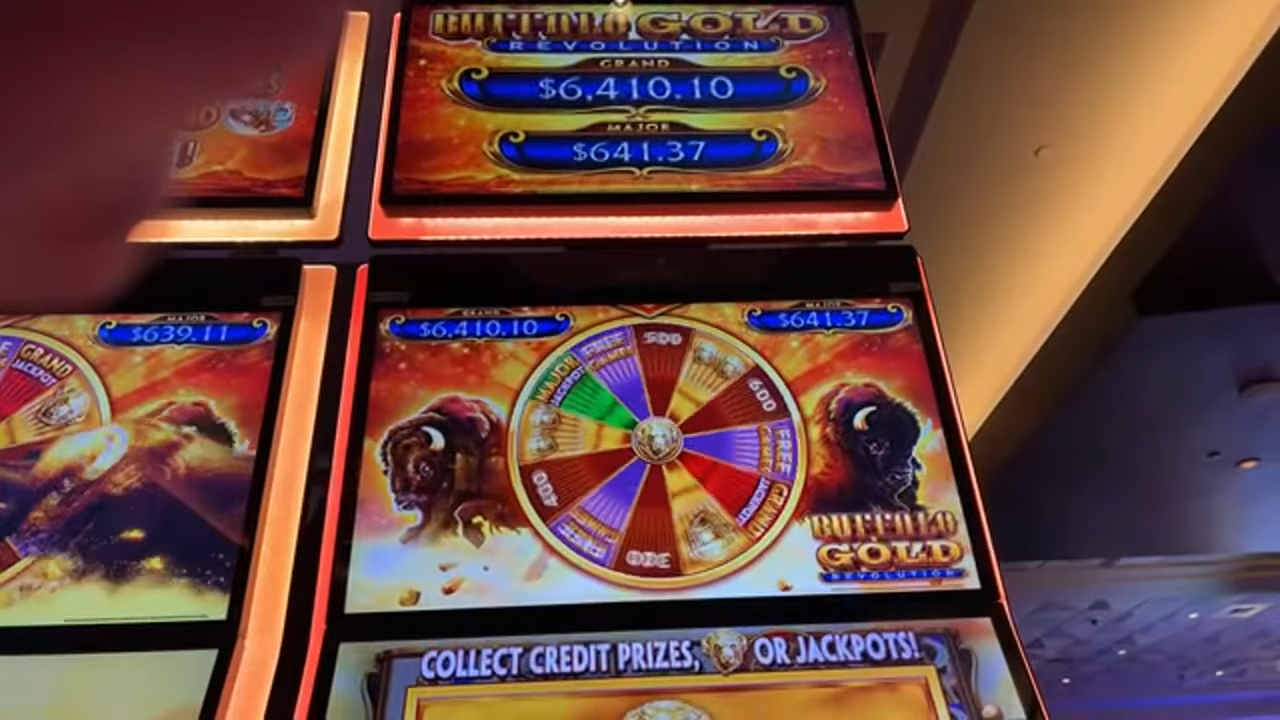 BUFFALO GOLD
REVOLUTION
GRAND
$6,410.10
MAJOR
$641.37
MAJOR
$639.11
GRAND
JACKPOT
GRAND
$6,410.10
MAJOR
$641.37
500
600
FREE
GAMES
GRAND
JACKPOT
400
MAJOR
JACKPOT
FREE
GAMES
BUFFALO
GOLD
REVOLUTION
COLLECT CREDIT PRIZES, OR JACKPOTS!